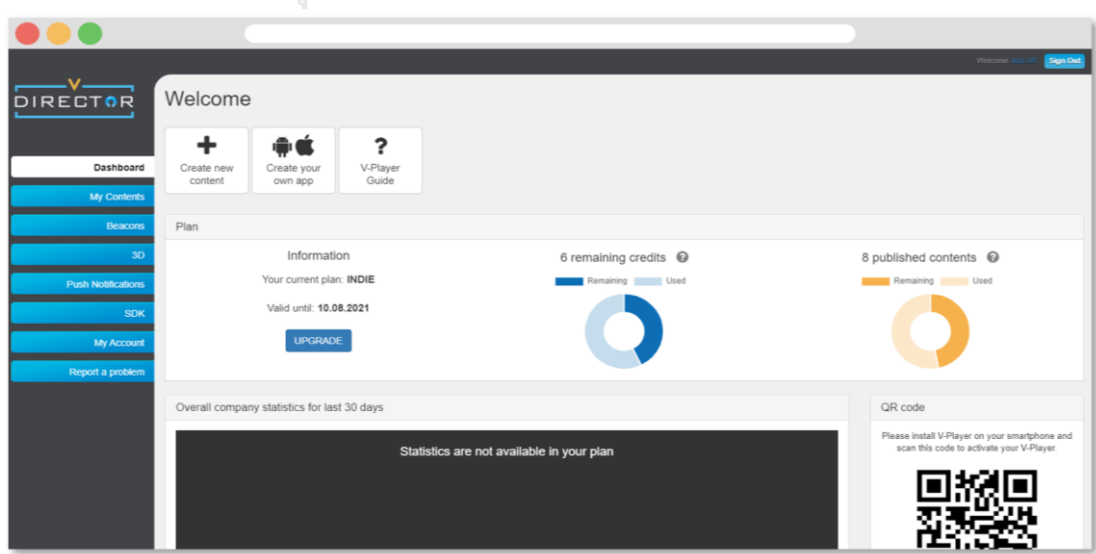 Welcome
Sign Out
V
DIRECTOR
Welcome
Create new
content
Create your
own app
?
V-Player
Guide
Dashboard
My Contents
Beacons
3D
Push Notifications
SDK
My Account
Report a problem
Plan
Information
Your current plan: INDIE
Valid until: 10.08.2021
UPGRADE
6 remaining credits ?
Remaining Used
8 published contents ?
Remaining Used
Overall company statistics for last 30 days
Statistics are not available in your plan
QR code
Please install V-Player on your smartphone and
scan this code to activate your V-Player.